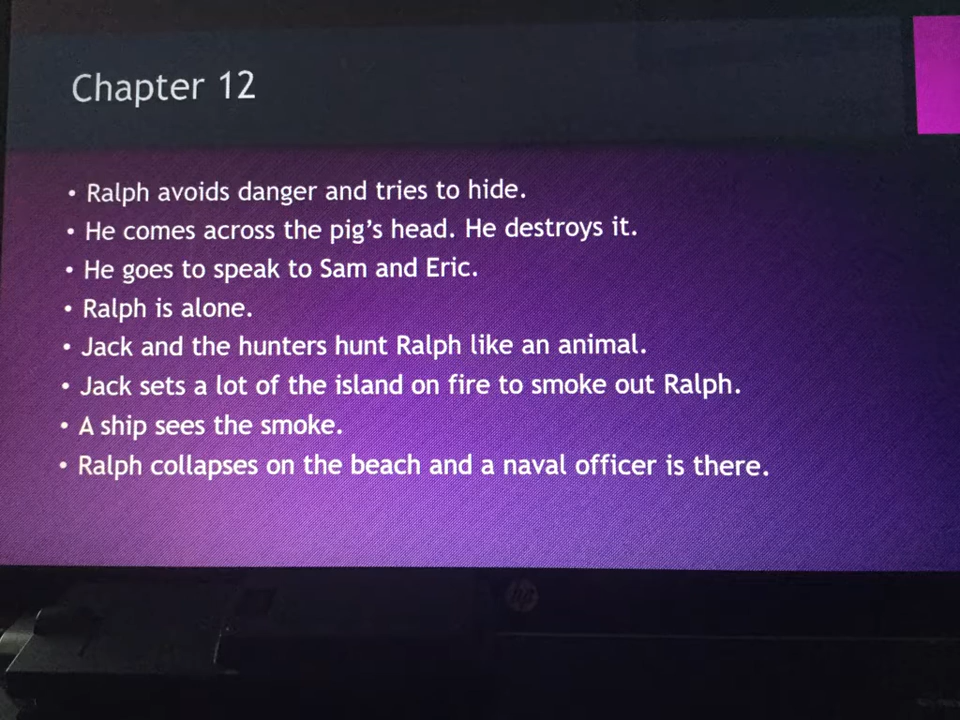 Chapter 12
• Ralph avoids danger and tries to hide.
• He comes across the pig's head. He destroys it.
• He goes to speak to Sam and Eric.
• Ralph is alone.
• Jack and the hunters hunt Ralph like an animal.
• Jack sets a lot of the island on fire to smoke out Ralph.
• A ship sees the smoke.
• Ralph collapses on the beach and a naval officer is there.
hp